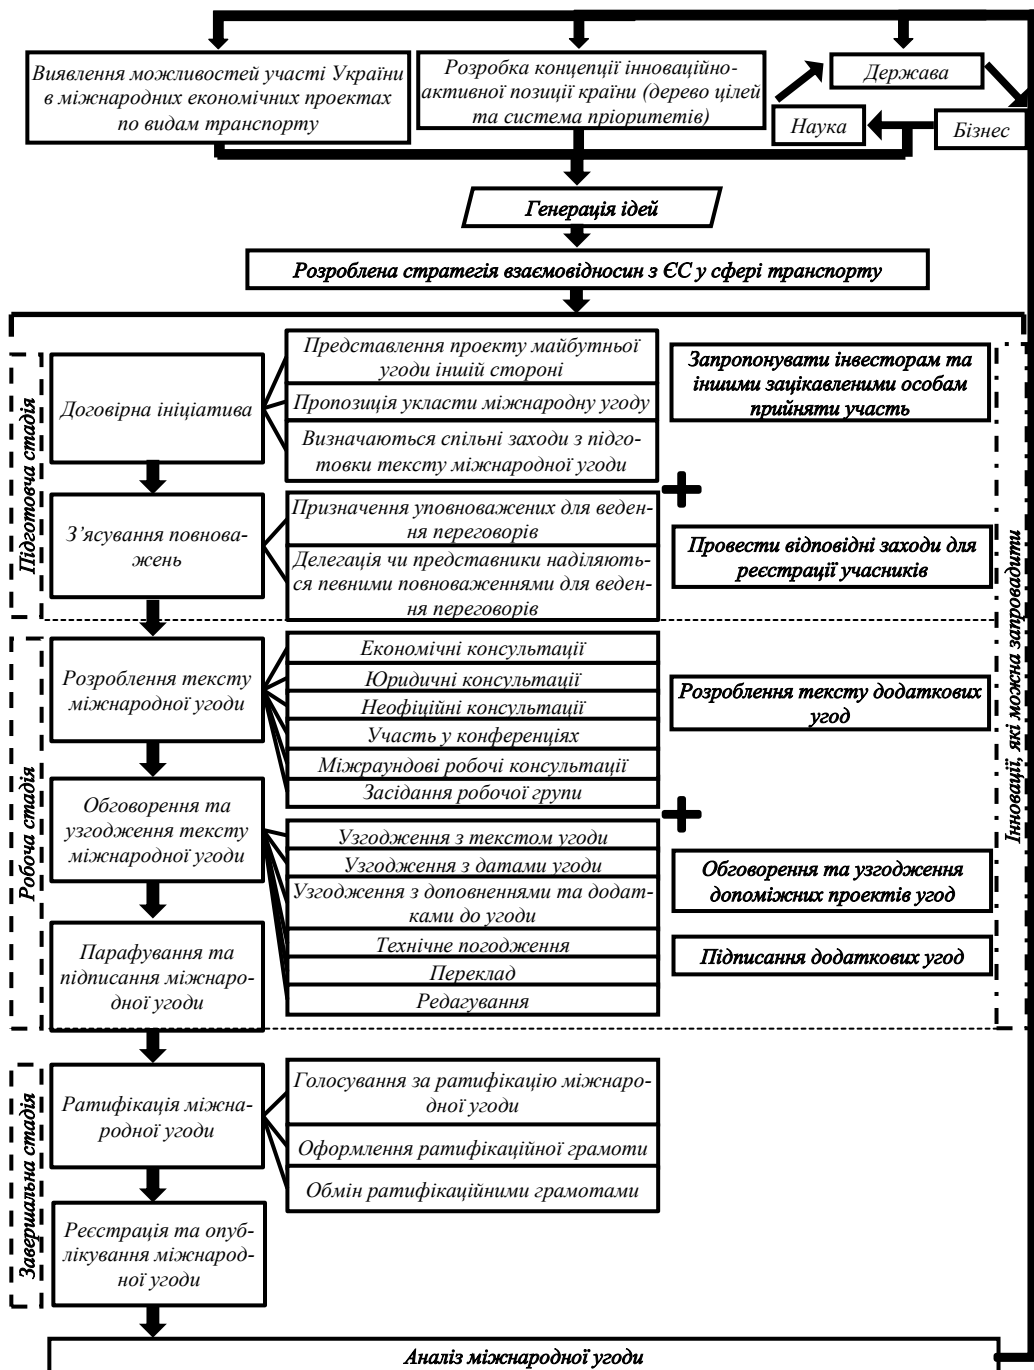 Виявлення можливостей участі України
в міжнародних економічних проектах
по видам транспорту
Розробка концепції інноваційно-
активної позиції країни (дерево цілей
та система пріоритетів)
Держава
Наука
Бізнес
Генерація ідей
Розроблена стратегія взаємовідносин з ЄС у сфері транспорту
Підготовча стадія
Договірна ініціатива
Представлення проекту майбутньої
угоди іншій стороні
Пропозиція укласти міжнародну угоду
Визначаються спільні заходи з підго-
товки тексту міжнародної угоди
Запропонувати інвесторам та
іншими зацікавленими особам
прийняти участь
З’ясування повнова-
жень
Призначення уповноважених для веден-
ня переговорів
Делегація чи представники наділяють-
ся певними повноваженнями для веден-
ня переговорів
Провести відповідні заходи для
реєстрації учасників
Інновації, які можна запровадити
Робоча стадія
Розроблення тексту
міжнародної угоди
Економічні консультації
Юридичні консультації
Неофіційні консультації
Участь у конференціях
Міжраундові робочі консультації
Засідання робочої групи
Розроблення тексту додаткових
угод
Обговорення та
узгодження тексту
міжнародної угоди
Узгодження з текстом угоди
Узгодження з датами угоди
Узгодження з доповненнями та додат-
ками до угоди
Технічне погодження
Переклад
Редагування
Обговорення та узгодження
допоміжних проектів угод
Парафування та
підписання міжнаро-
дної угоди
Підписання додаткових угод
Завершальна стадія
Ратифікація міжна-
родної угоди
Голосування за ратифікацію міжнаро-
дної угоди
Оформлення ратифікаційної грамоти
Обмін ратифікаційними грамотами
Реєстрація та опуб-
лікування міжнарод-
ної угоди
Аналіз міжнародної угоди